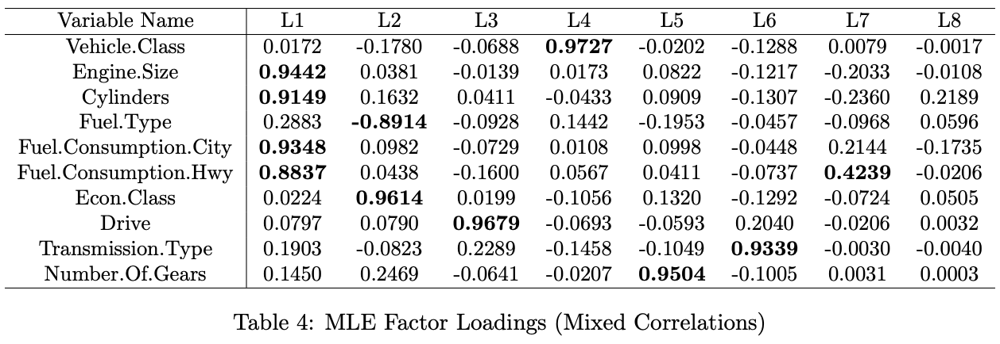 Variable Name L1 L2 L3 L4 L5 L6 L7 L8
Vehicle.Class 0.0172 -0.1780 -0.0688 0.9727 -0.0202 -0.1288 0.0079 -0.0017
Engine.Size 0.9442 0.0381 -0.0139 0.0173 0.0822 -0.1217 -0.2033 -0.0108
Cylinders 0.9149 0.1632 0.0411 -0.0433 0.0909 -0.1307 -0.2360 0.2189
Fuel.Type 0.2883 -0.8914 -0.0928 0.1442 -0.1953 -0.0457 -0.0968 0.0596
Fuel.Consumption.City 0.9348 0.0982 -0.0729 0.0108 0.0998 -0.0448 0.2144 -0.1735
Fuel.Consumption.Hwy 0.8837 0.0438 -0.1600 0.0567 0.0411 -0.0737 0.4239 -0.0206
Econ.Class 0.0224 0.9614 0.0199 -0.1056 0.1320 -0.1292 -0.0724 0.0505
Drive 0.0797 0.0790 0.9679 -0.0693 -0.0593 0.2040 -0.0206 0.0032
Transmission.Type 0.1903 -0.0823 0.2289 -0.1458 -0.1049 0.9339 -0.0030 -0.0040
Number.Of.Gears 0.1450 0.2469 -0.0641 -0.0207 0.9504 -0.1005 0.0031 0.0003
Table 4: MLE Factor Loadings (Mixed Correlations)